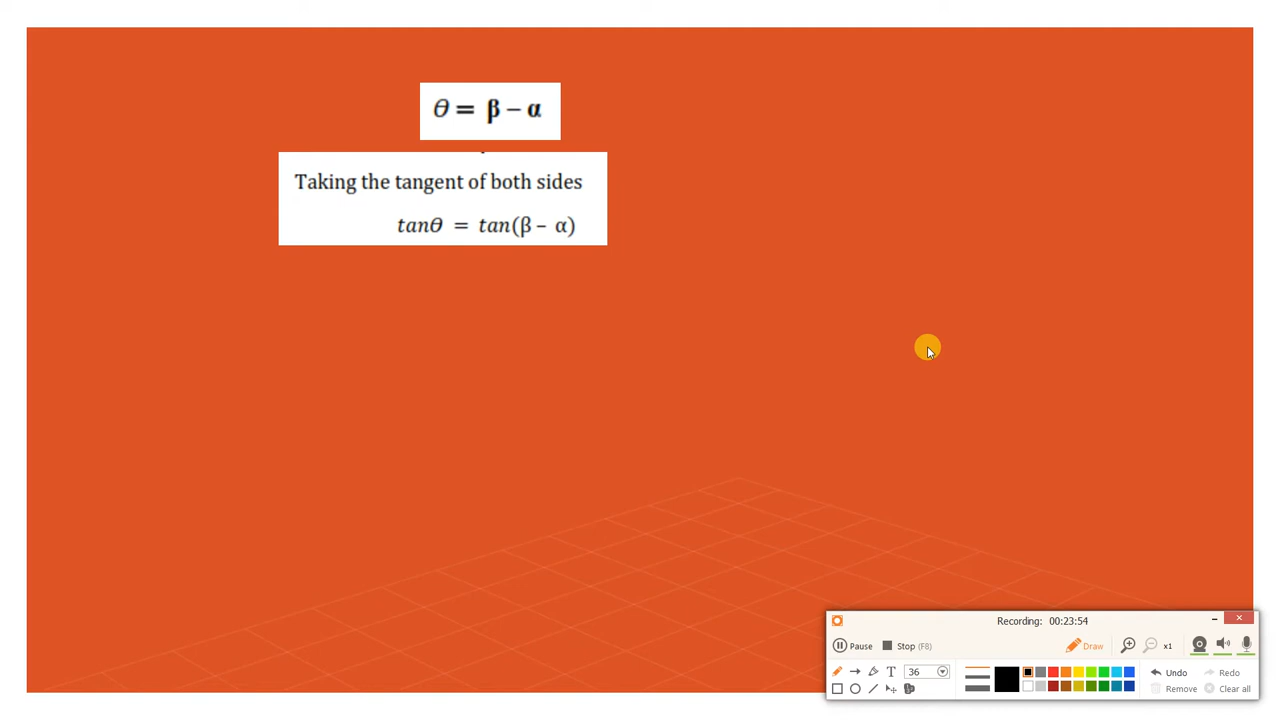 θ = β – α
Taking the tangent of both sides
tanθ = tan(β – α)
Recording: 00:23:54
Pause Stop (F8) Draw x1
T 36 Undo Redo
Remove Clear all